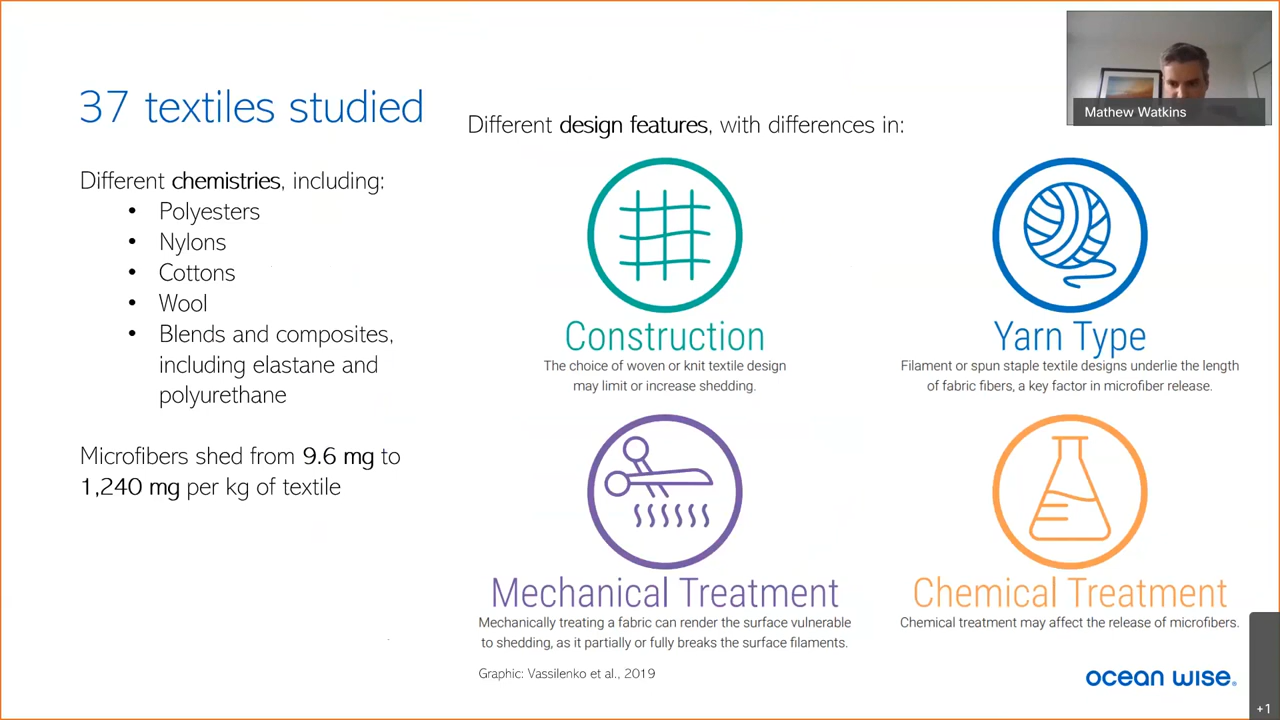 37 textiles studied
Different chemistries, including:
• Polyesters
• Nylons
• Cottons
• Wool
• Blends and composites,
including elastane and
polyurethane
Microfibers shed from 9.6 mg to
1,240 mg per kg of textile
Different design features, with differences in:
Construction
The choice of woven or knit textile design
may limit or increase shedding.
Yarn Type
Filament or spun staple textile designs underlie the length
of fabric fibers, a key factor in microfiber release.
Mechanical Treatment
Mechanically treating a fabric can render the surface vulnerable
to shedding, as it partially or fully breaks the surface filaments.
Chemical Treatment
Chemical treatment may affect the release of microfibers.
Graphic: Vassilenko et al., 2019
ocean wise.
Mathew Watkins
+1